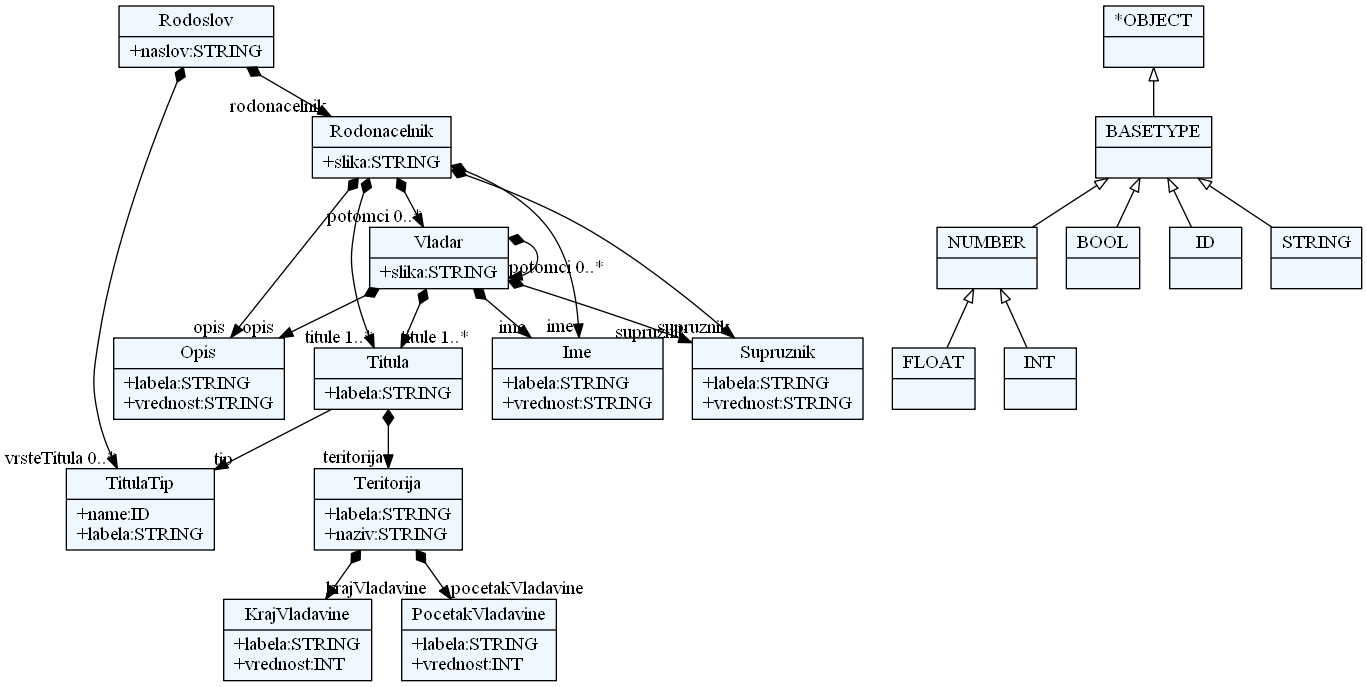 Rodoslov
+naslov:STRING
*OBJECT
rodonacelnik
Rodonacelnik
+slika:STRING
BASETYPE
potomci 0..*
Vladar
+slika:STRING
potomci 0..*
NUMBER
BOOL
ID
STRING
opis
opis
titule 1..*
titule 1..*
ime
ime
supruznik
supruznik
Opis
+labela:STRING
+vrednost:STRING
Titula
+labela:STRING
Ime
+labela:STRING
+vrednost:STRING
Supruznik
+labela:STRING
+vrednost:STRING
FLOAT
INT
vrsteTitula 0..*
tip
teritorija
TitulaTip
+name:ID
+labela:STRING
Teritorija
+labela:STRING
+naziv:STRING
krajVladavine
pocetakVladavine
KrajVladavine
+labela:STRING
+vrednost:INT
PocetakVladavine
+labela:STRING
+vrednost:INT